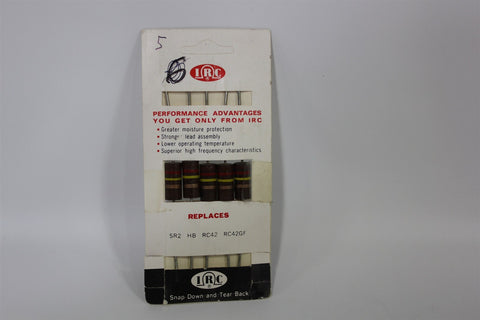 5
6
IRC
PERFORMANCE ADVANTAGES
YOU GET ONLY FROM IRC
• Greater moisture protection
• Stronger lead assembly
• Lower operating temperature
• Superior high frequency characteristics
REPLACES
SR2 HB RC42 RC42GF
IRC
Snap Down and Tear Back